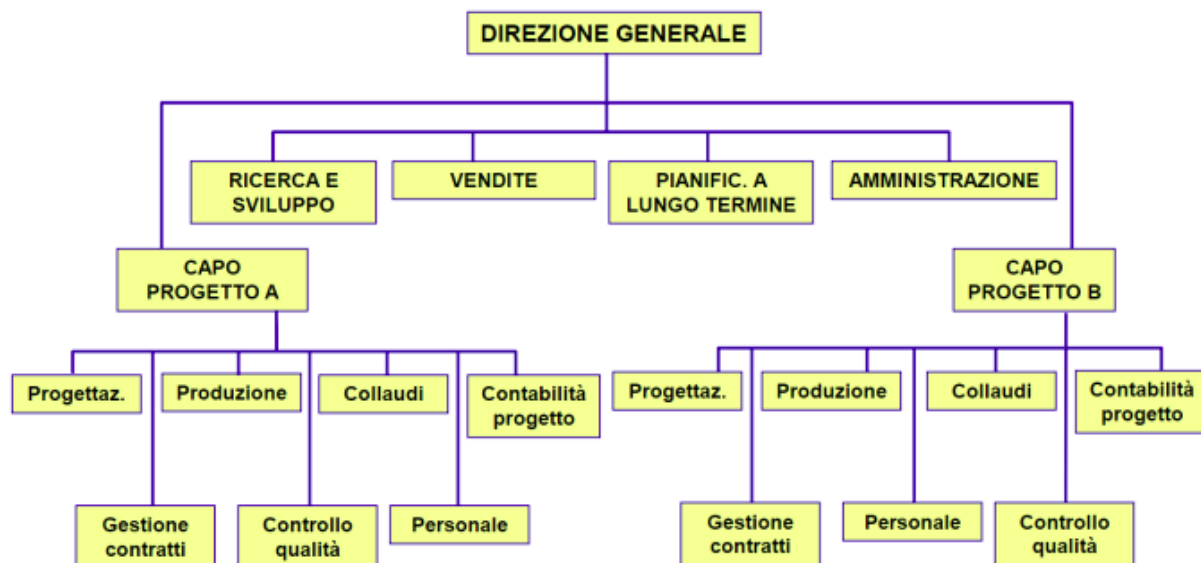 DIREZIONE GENERALE
RICERCA E
SVILUPPO
VENDITE
PIANIFIC. A
LUNGO TERMINE
AMMINISTRAZIONE
CAPO
PROGETTO A
CAPO
PROGETTO B
Progettaz.
Produzione
Collaudi
Contabilità
progetto
Gestione
contratti
Controllo
qualità
Personale
Progettaz.
Produzione
Collaudi
Contabilità
progetto
Gestione
contratti
Personale
Controllo
qualità